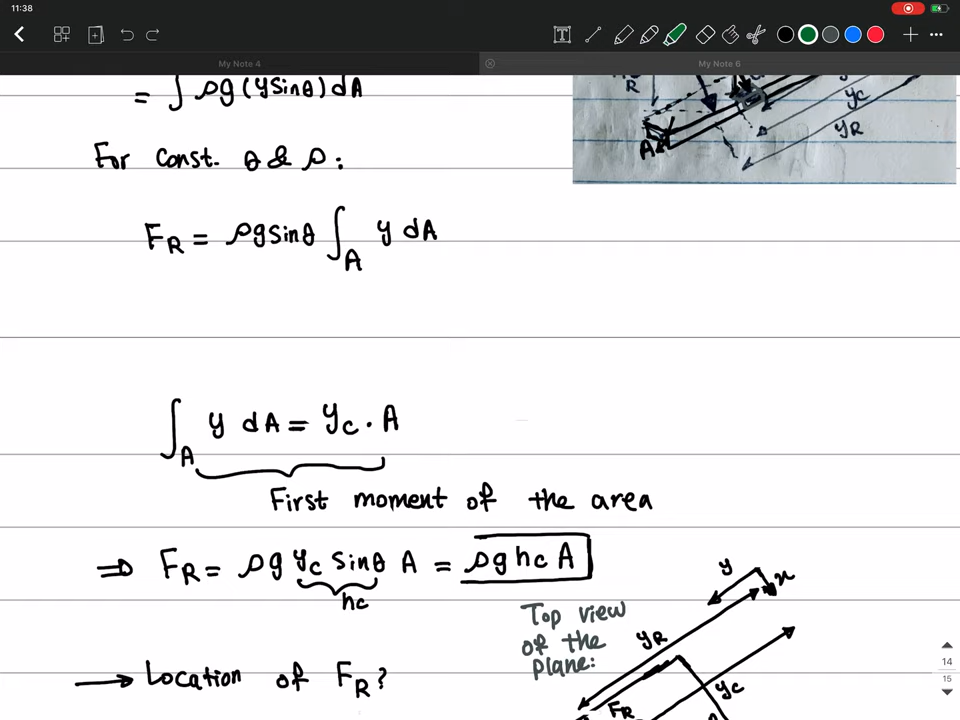 11:38
My Note 4
My Note 6
= ∫ ρg(y sinθ) dA
R
yc
yR
A
For const. θ & ρ:
FR = ρg sinθ ∫A y dA
∫A y dA = yc · A
First moment of the area
⇒ FR = ρg yc sinθ A = ρg hc A
hc
Top view
of the
plane:
y
x
yR
yc
FR
→ Location of FR?
14
15